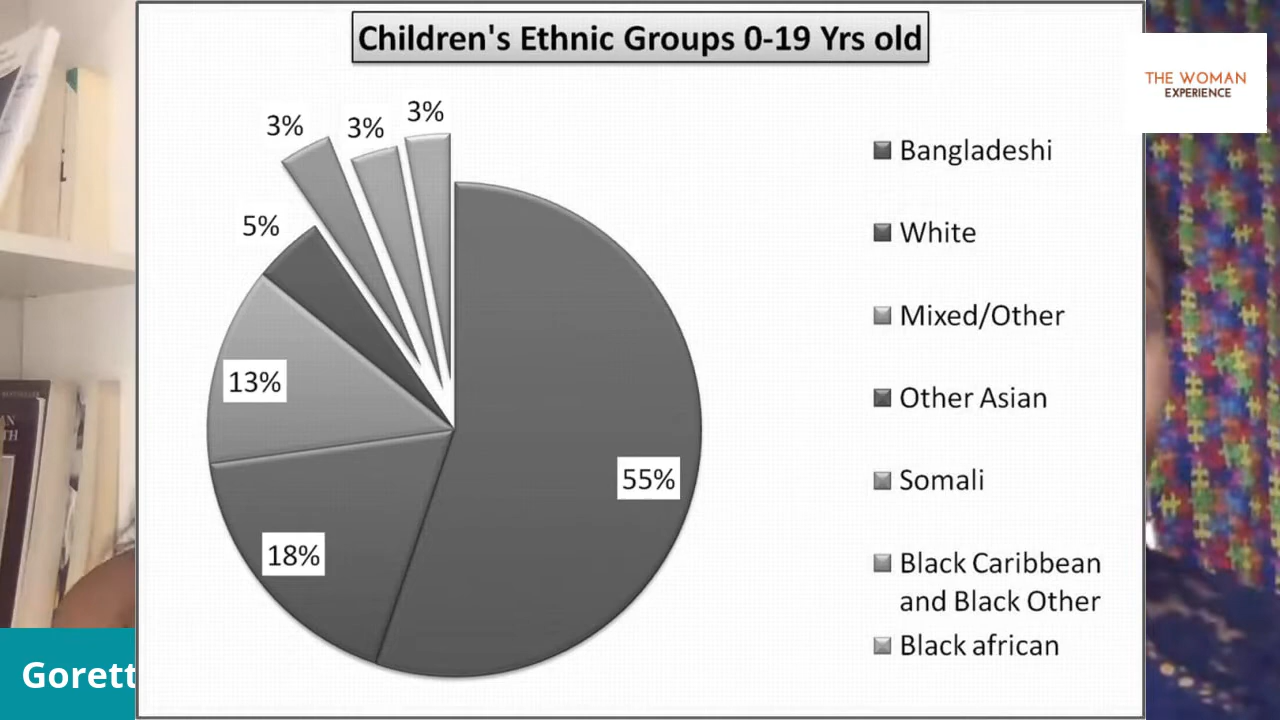 Children's Ethnic Groups 0-19 Yrs old
THE WOMAN
EXPERIENCE
3%
3%
3%
5%
13%
18%
55%
Bangladeshi
White
Mixed/Other
Other Asian
Somali
Black Caribbean
and Black Other
Black african
Gorett